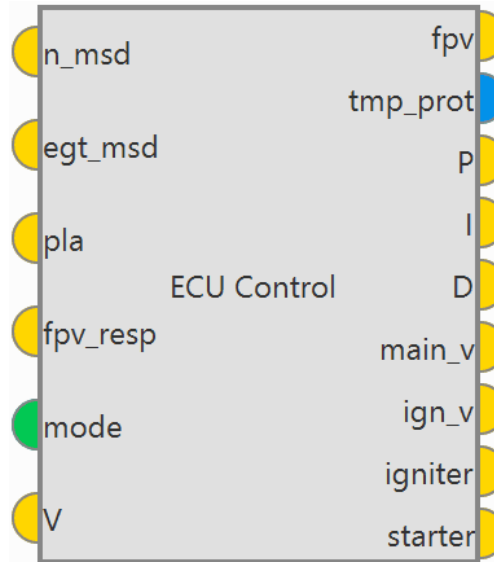 n_msd
egt_msd
pla
fpv_resp
mode
V
ECU Control
fpv
tmp_prot
P
I
D
main_v
ign_v
igniter
starter